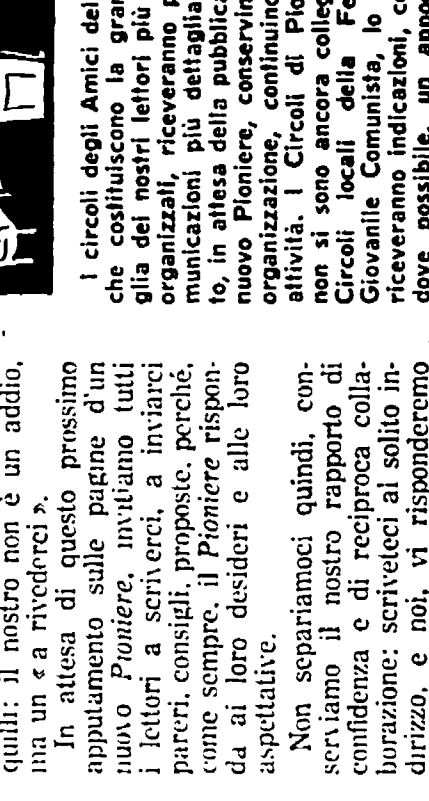 quilli: il nostro non è un addio,
ma un « a rivederci ».
In attesa di questo prossimo
appuntamento sulle pagine d'un
nuovo Pioniere, invitiamo tutti
i lettori a scriverci, a inviarci
pareri, consigli, proposte, perché,
come sempre, il Pioniere rispon-
da ai loro desideri e alle loro
aspettative.
Non separiamoci quindi, con-
serviamo il nostro rapporto di
confidenza e di reciproca colla-
borazione: scriveteci al solito in-
dirizzo, e noi, vi risponderemo
I circoli degli Amici del
che costituiscono la gran
glia dei nostri lettori più
organizzati, riceveranno p
municazioni più dettaglia
to, in attesa della pubblica
nuovo Pioniere, conservin
organizzazione, continuino
attività. I Circoli di Pio
non si sono ancora colleg
Circoli locali della Fe
Giovanile Comunista, lo
riceveranno indicazioni, co
dove possibile, un appo